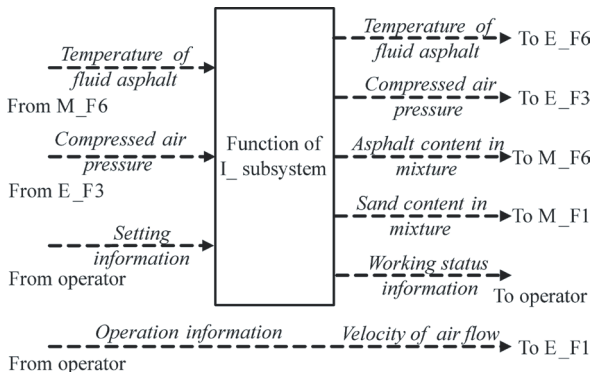 Temperature of
fluid asphalt
From M_F6
Compressed air
pressure
From E_F3
Setting
information
From operator
Function of
I_ subsystem
Temperature of
fluid asphalt
To E_F6
Compressed air
pressure
To E_F3
Asphalt content in
mixture
To M_F6
Sand content in
mixture
To M_F1
Working status
information
To operator
Operation information
Velocity of air flow
To E_F1
From operator